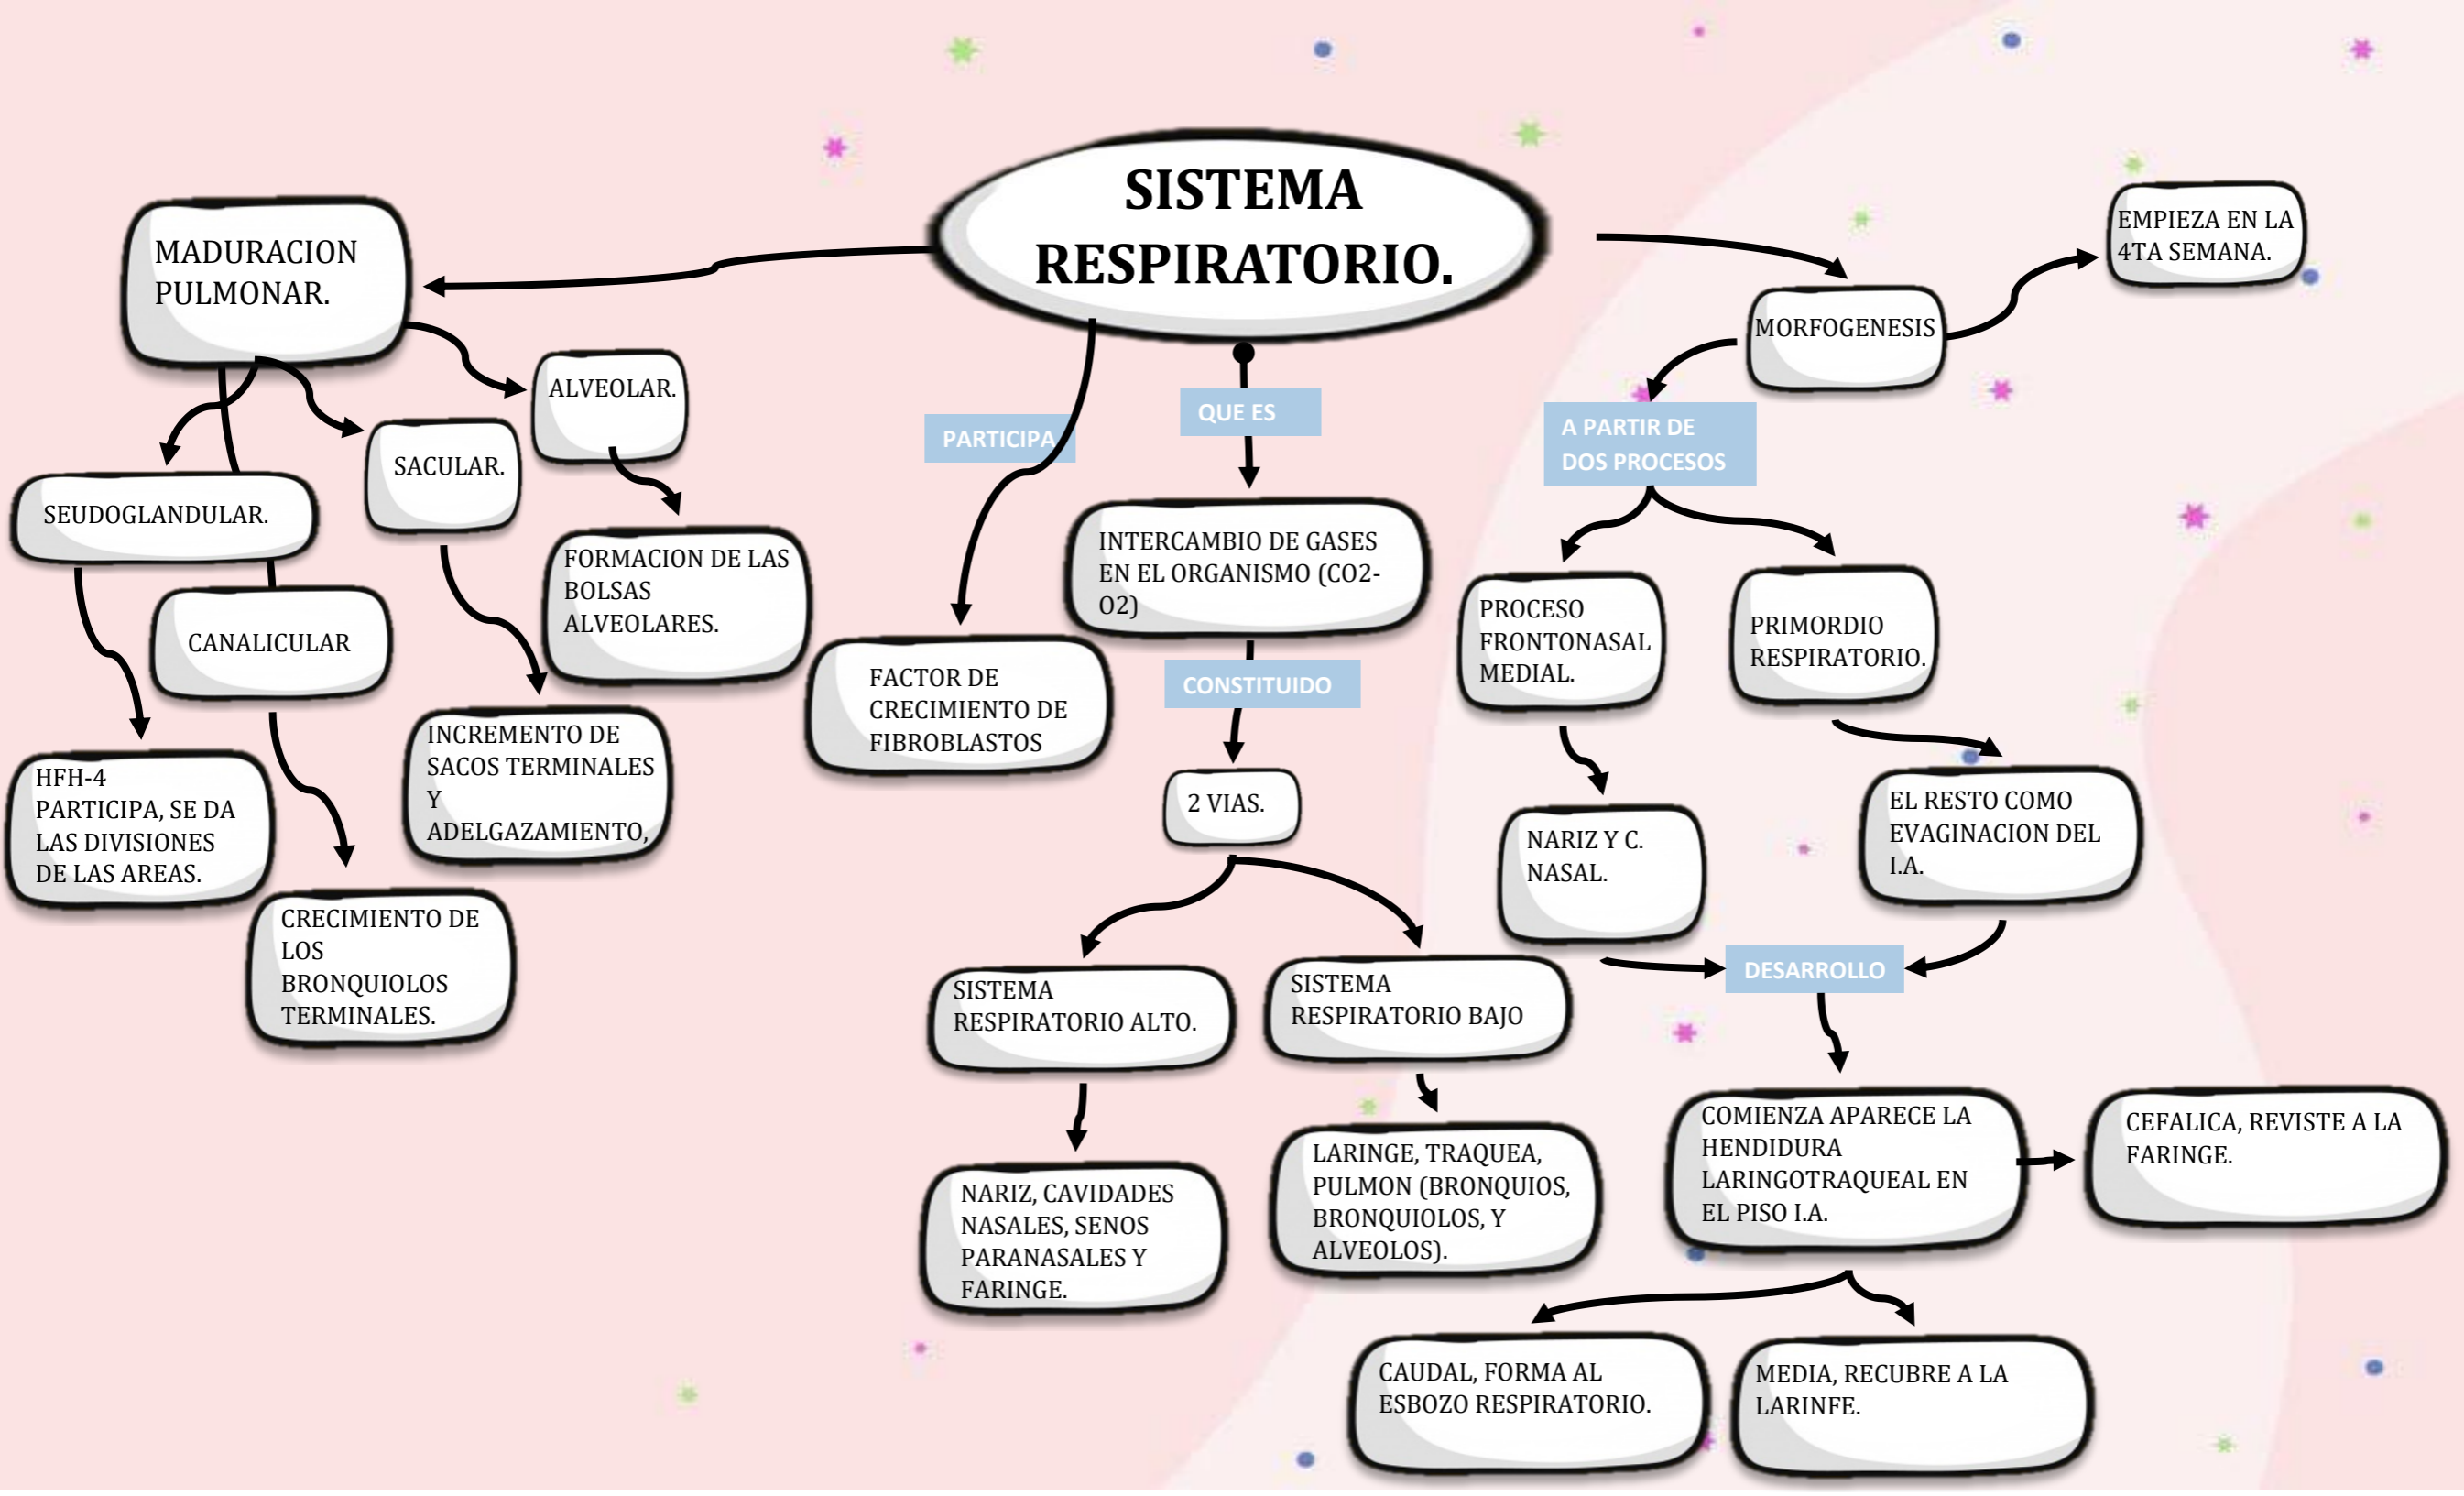 SISTEMA
RESPIRATORIO.
MADURACION
PULMONAR.
ALVEOLAR.
SACULAR.
SEUDOGLANDULAR.
CANALICULAR
FORMACION DE LAS
BOLSAS
ALVEOLARES.
INCREMENTO DE
SACOS TERMINALES
Y
ADELGAZAMIENTO,
HFH-4
PARTICIPA, SE DA
LAS DIVISIONES
DE LAS AREAS.
CRECIMIENTO DE
LOS
BRONQUIOLOS
TERMINALES.
PARTICIPA
FACTOR DE
CRECIMIENTO DE
FIBROBLASTOS
QUE ES
INTERCAMBIO DE GASES
EN EL ORGANISMO (CO2-
O2)
CONSTITUIDO
2 VIAS.
SISTEMA
RESPIRATORIO ALTO.
NARIZ, CAVIDADES
NASALES, SENOS
PARANASALES Y
FARINGE.
SISTEMA
RESPIRATORIO BAJO
LARINGE, TRAQUEA,
PULMON (BRONQUIOS,
BRONQUIOLOS, Y
ALVEOLOS).
MORFOGENESIS
EMPIEZA EN LA
4TA SEMANA.
A PARTIR DE
DOS PROCESOS
PROCESO
FRONTONASAL
MEDIAL.
PRIMORDIO
RESPIRATORIO.
NARIZ Y C.
NASAL.
EL RESTO COMO
EVAGINACION DEL
I.A.
DESARROLLO
COMIENZA APARECE LA
HENDIDURA
LARINGOTRAQUEAL EN
EL PISO I.A.
CEFALICA, REVISTE A LA
FARINGE.
CAUDAL, FORMA AL
ESBOZO RESPIRATORIO.
MEDIA, RECUBRE A LA
LARINFE.